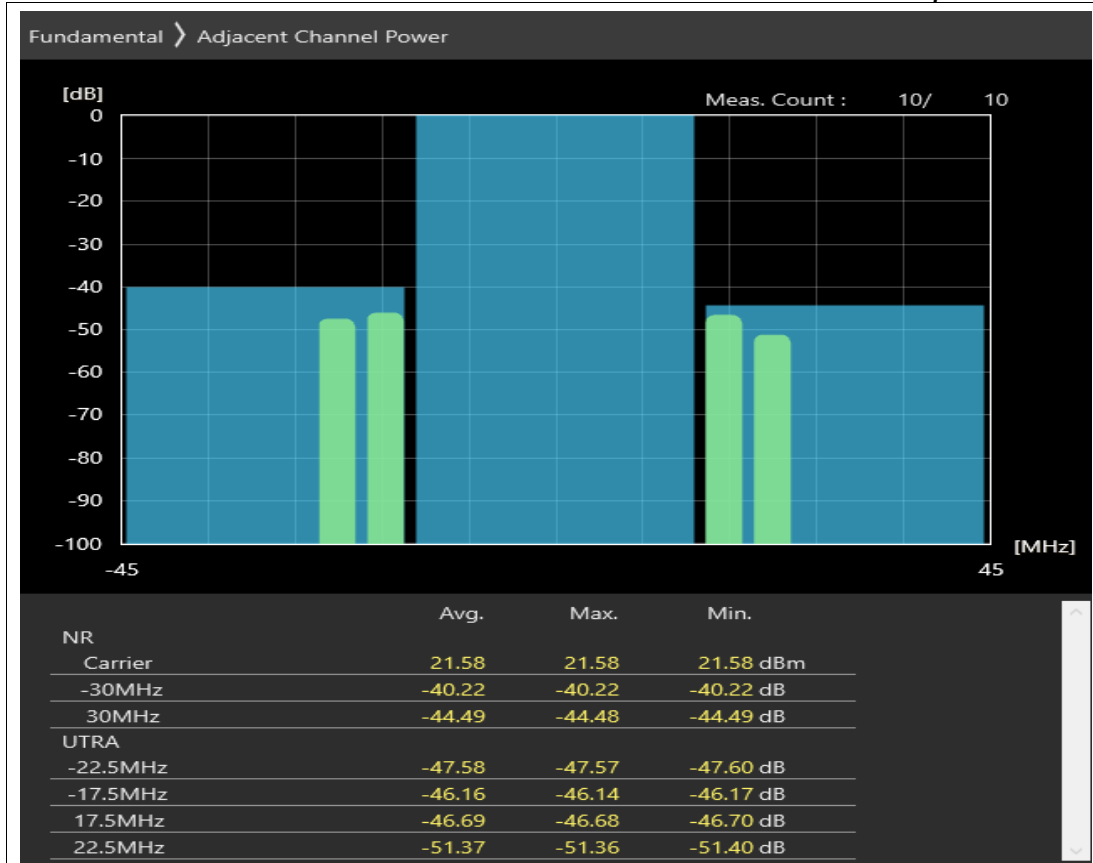 Fundamental ❯ Adjacent Channel Power
[dB]
Meas. Count : 10/ 10
0
-10
-20
-30
-40
-50
-60
-70
-80
-90
-100
[MHz]
-45 45
Avg. Max. Min.
NR
Carrier 21.58 21.58 21.58 dBm
-30MHz -40.22 -40.22 -40.22 dB
30MHz -44.49 -44.48 -44.49 dB
UTRA
-22.5MHz -47.58 -47.57 -47.60 dB
-17.5MHz -46.16 -46.14 -46.17 dB
17.5MHz -46.69 -46.68 -46.70 dB
22.5MHz -51.37 -51.36 -51.40 dB